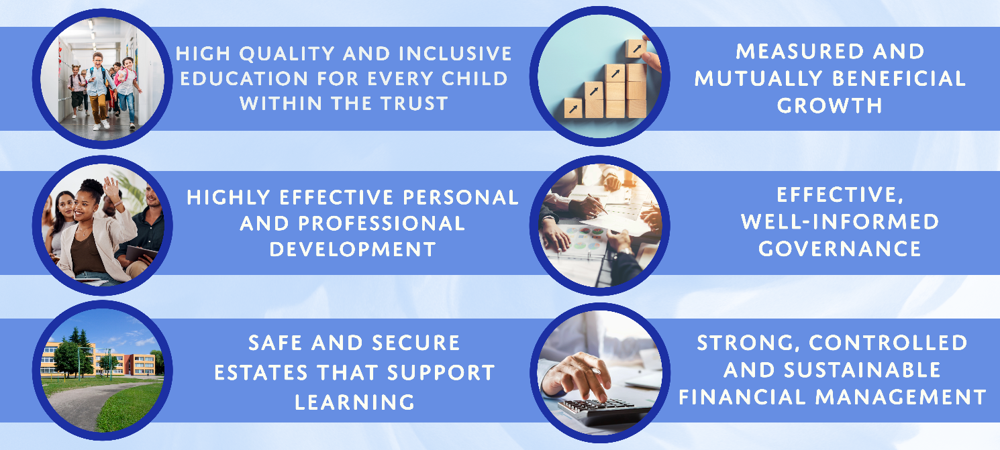 HIGH QUALITY AND INCLUSIVE
EDUCATION FOR EVERY CHILD
WITHIN THE TRUST
MEASURED AND
MUTUALLY BENEFICIAL
GROWTH
HIGHLY EFFECTIVE PERSONAL
AND PROFESSIONAL
DEVELOPMENT
EFFECTIVE,
WELL-INFORMED
GOVERNANCE
SAFE AND SECURE
ESTATES THAT SUPPORT
LEARNING
STRONG, CONTROLLED
AND SUSTAINABLE
FINANCIAL MANAGEMENT